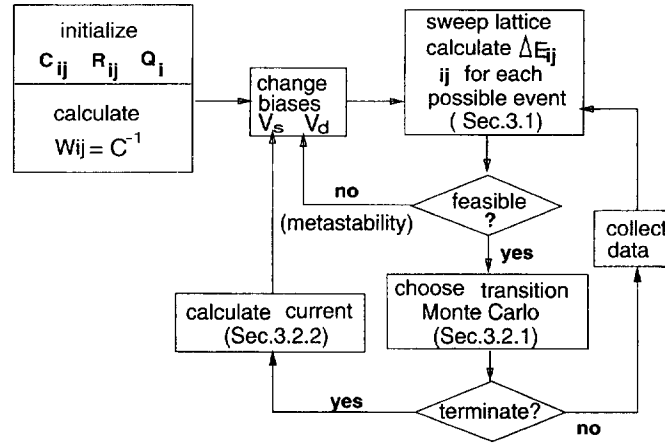 initialize
C ij R ij Q i
calculate
Wij = C⁻¹
change
biases
V s V d
sweep lattice
calculate ΔE ij
ij for each
possible event
( Sec.3.1)
no
(metastability)
feasible
?
yes
collect
data
choose transition
Monte Carlo
(Sec.3.2.1)
calculate current
(Sec.3.2.2)
yes
terminate?
no